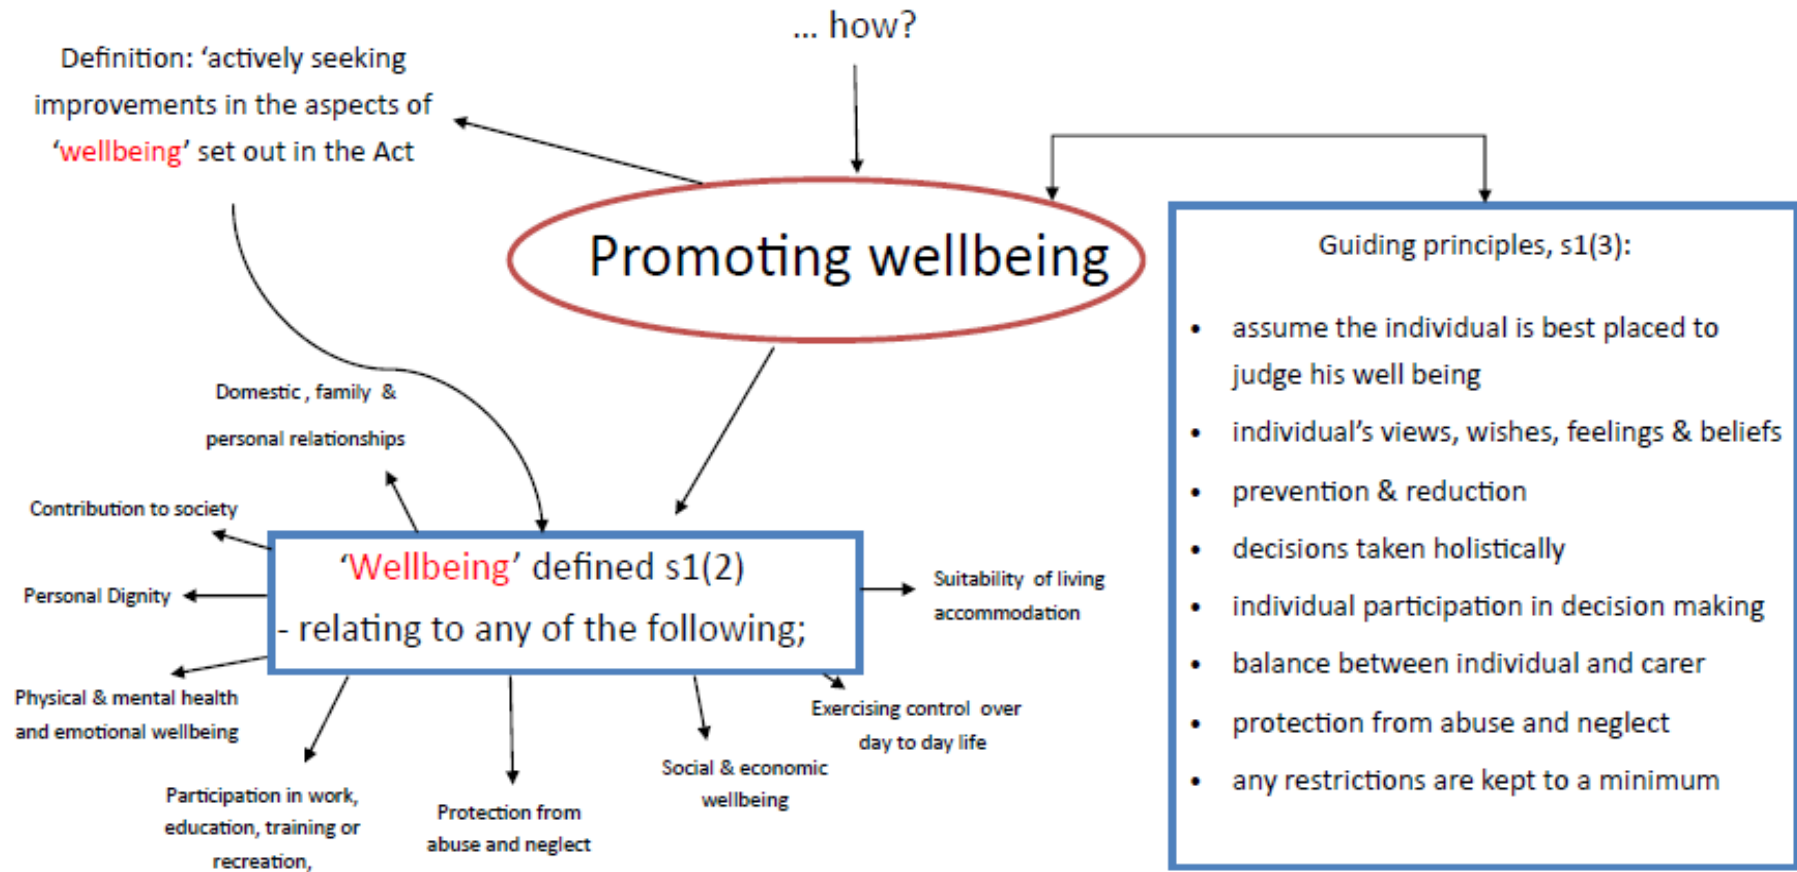 ... how?
Definition: ‘actively seeking
improvements in the aspects of
‘wellbeing’ set out in the Act
Promoting wellbeing
Guiding principles, s1(3):
• assume the individual is best placed to
judge his well being
• individual’s views, wishes, feelings & beliefs
• prevention & reduction
• decisions taken holistically
• individual participation in decision making
• balance between individual and carer
• protection from abuse and neglect
• any restrictions are kept to a minimum
‘Wellbeing’ defined s1(2)
- relating to any of the following;
Domestic , family &
personal relationships
Contribution to society
Personal Dignity
Physical & mental health
and emotional wellbeing
Participation in work,
education, training or
recreation,
Protection from
abuse and neglect
Social & economic
wellbeing
Exercising control over
day to day life
Suitability of living
accommodation